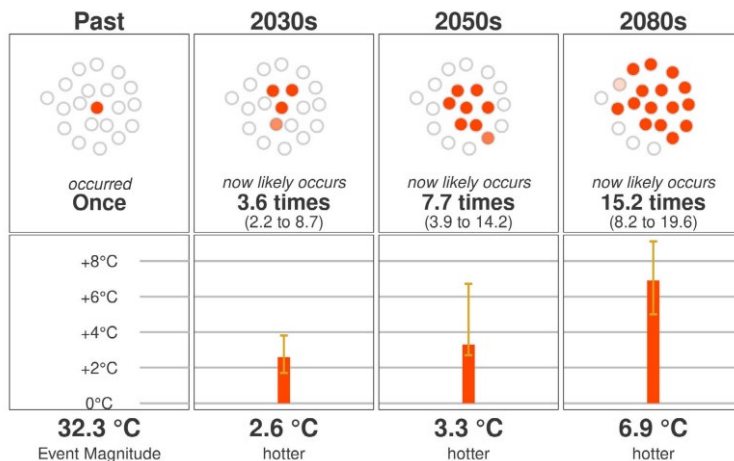 Past
occurred
Once
2030s
now likely occurs
3.6 times
(2.2 to 8.7)
2050s
now likely occurs
7.7 times
(3.9 to 14.2)
2080s
now likely occurs
15.2 times
(8.2 to 19.6)
+8°C
+6°C
+4°C
+2°C
0°C
32.3 °C
Event Magnitude
2.6 °C
hotter
3.3 °C
hotter
6.9 °C
hotter